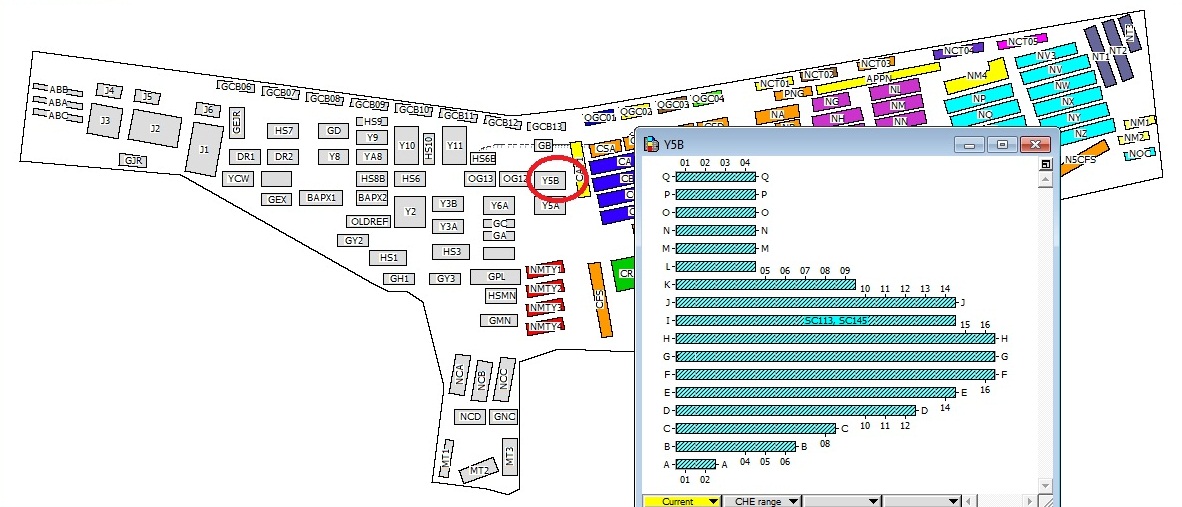 NCT05
NCT04
NCT03
NCT02
NCT01
APPN
NT3
NT2
NT1
NV3
NV
NW
NX
NY
NZ
NM4
NP
NQ
NL
NM
NN
NG
NH
PNG
NA
NM1
NM2
NOC
N5CFS
GCB06
GCB07
GCB08
GCB09
GCB10
GCB11
GCB12
GCB13
OGC01
OGC02
OGC03
OGC04
ABB
ABA
ABC
J4
J5
J6
J3
J2
J1
GJR
GEJR
HS7
GD
HS9
Y9
Y10
HS10
Y11
GB
CSA
DR1
DR2
Y8
YA8
HS6B
CA
YCW
HS8B
HS6
OG13
OG12
Y5B
GEX
BAPX1
BAPX2
Y2
Y3B
Y6A
Y5A
OLDREF
Y3A
GC
GA
GY2
HS1
HS3
GH1
GY3
GPL
NMTY1
NMTY2
NMTY3
NMTY4
HSMN
GMN
CFS
NCA
NCB
NCC
NCD
GNC
MT1
MT2
MT3
Y5B
01 02 03 04
Q Q
P P
O O
N N
M M
L
05 06 07 08 09
K
10 11 12 13 14
J J
I SC113, SC145
15 16
H H
G G
F F
E E
16
D D
14
C C
10 11 12
B B
08
A A
04 05 06
01 02
Current CHE range